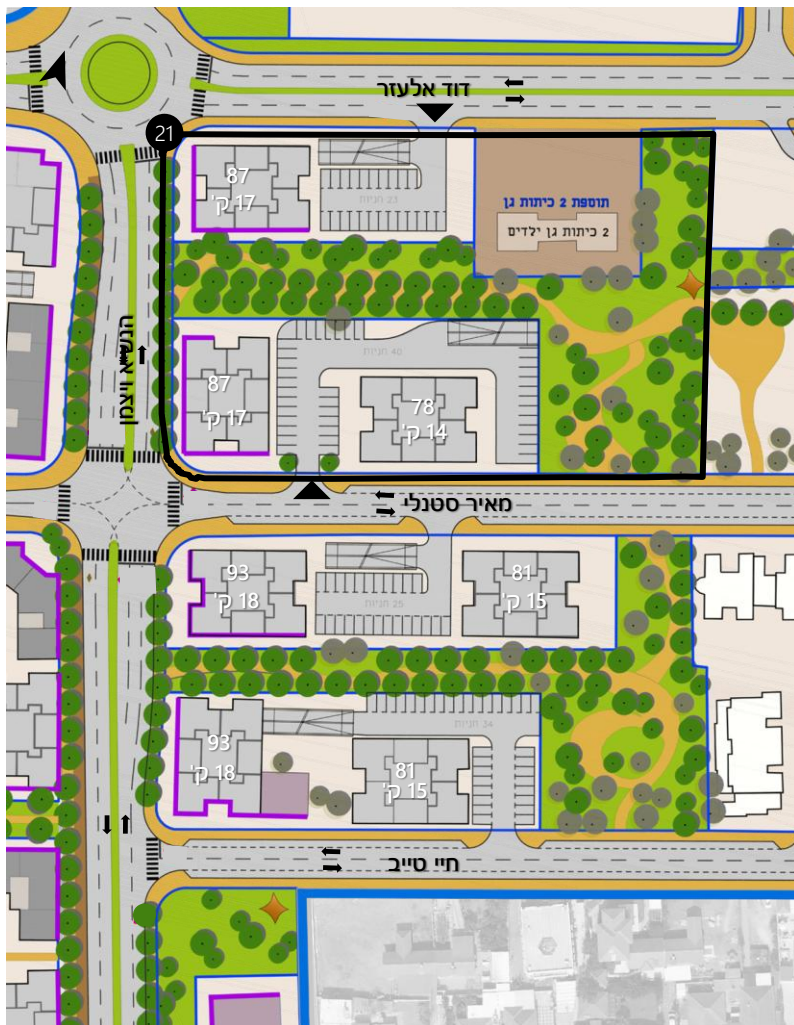 דוד אלעזר
21
87
17 ק'
23 חניות
תוספת 2 כיתות גן
2 כיתות גן ילדים
הנשיא ויצמן
40 חניות
87
17 ק'
78
14 ק'
מאיר סטנלי
93
18 ק'
25 חניות
81
15 ק'
34 חניות
93
18 ק'
81
15 ק'
חיי טייב